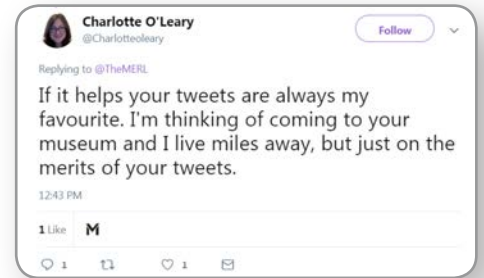 Charlotte O'Leary
@Charlotteoleary
Follow
Replying to @TheMERL
If it helps your tweets are always my
favourite. I'm thinking of coming to your
museum and I live miles away, but just on the
merits of your tweets.
12:43 PM
1 Like M
1 1